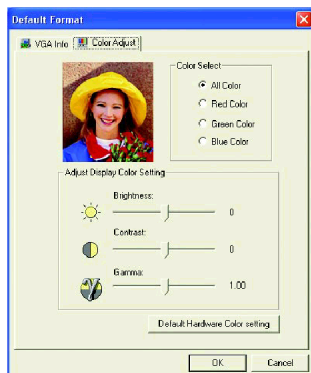 Default Format
VGA Info
Color Adjust
Color Select
All Color
Red Color
Green Color
Blue Color
Adjust Display Color Setting
Brightness:
0
Contrast:
0
Gamma:
1.00
Default Hardware Color setting
OK
Cancel